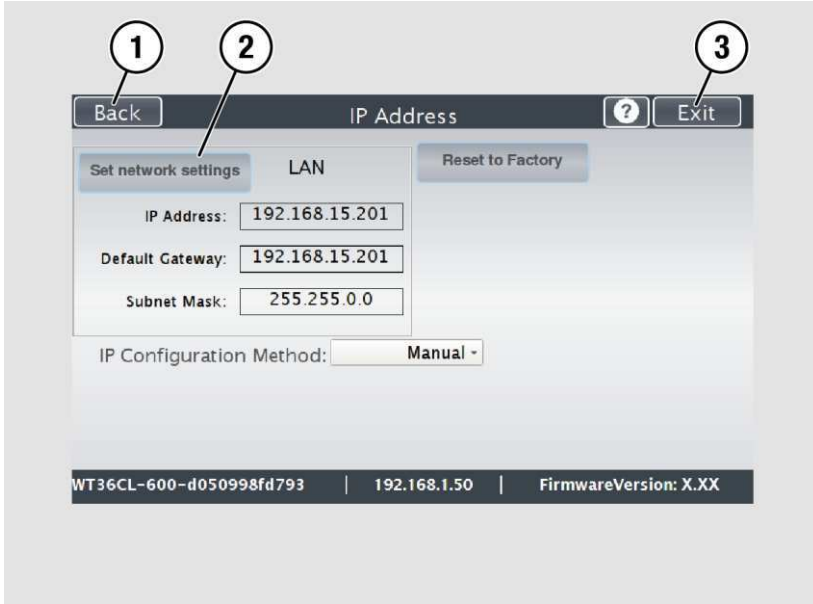 1 2 3
Back IP Address ? Exit
Set network settings LAN Reset to Factory
IP Address: 192.168.15.201
Default Gateway: 192.168.15.201
Subnet Mask: 255.255.0.0
IP Configuration Method: Manual
WT36CL-600-d050998fd793 | 192.168.1.50 | FirmwareVersion: X.XX